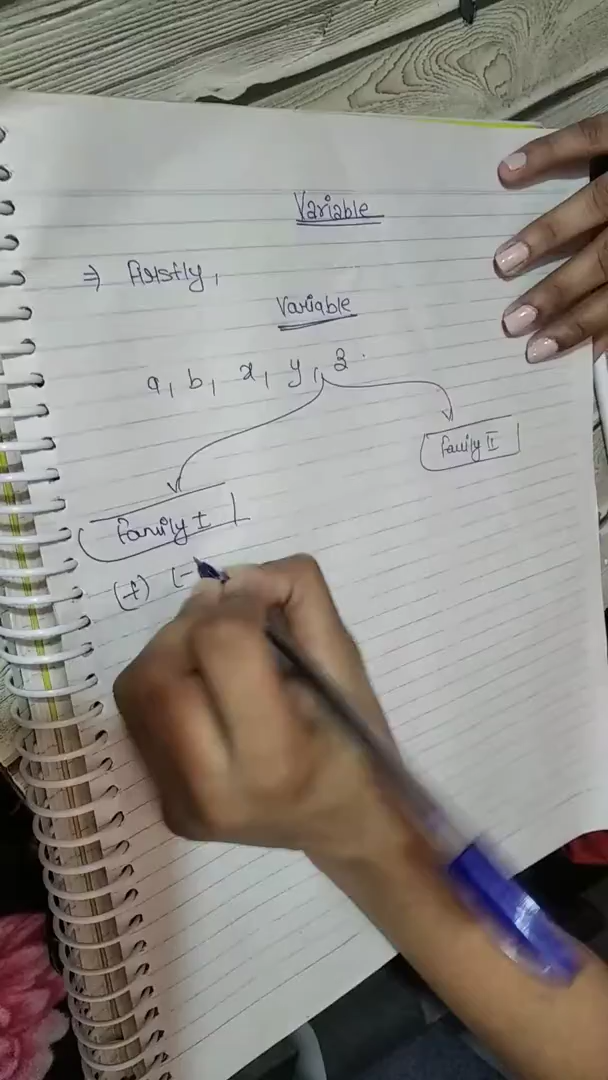 Variable
⇒ Firstly,
Variable
a, b, x, y, z
Family II
Family I
(+) (-